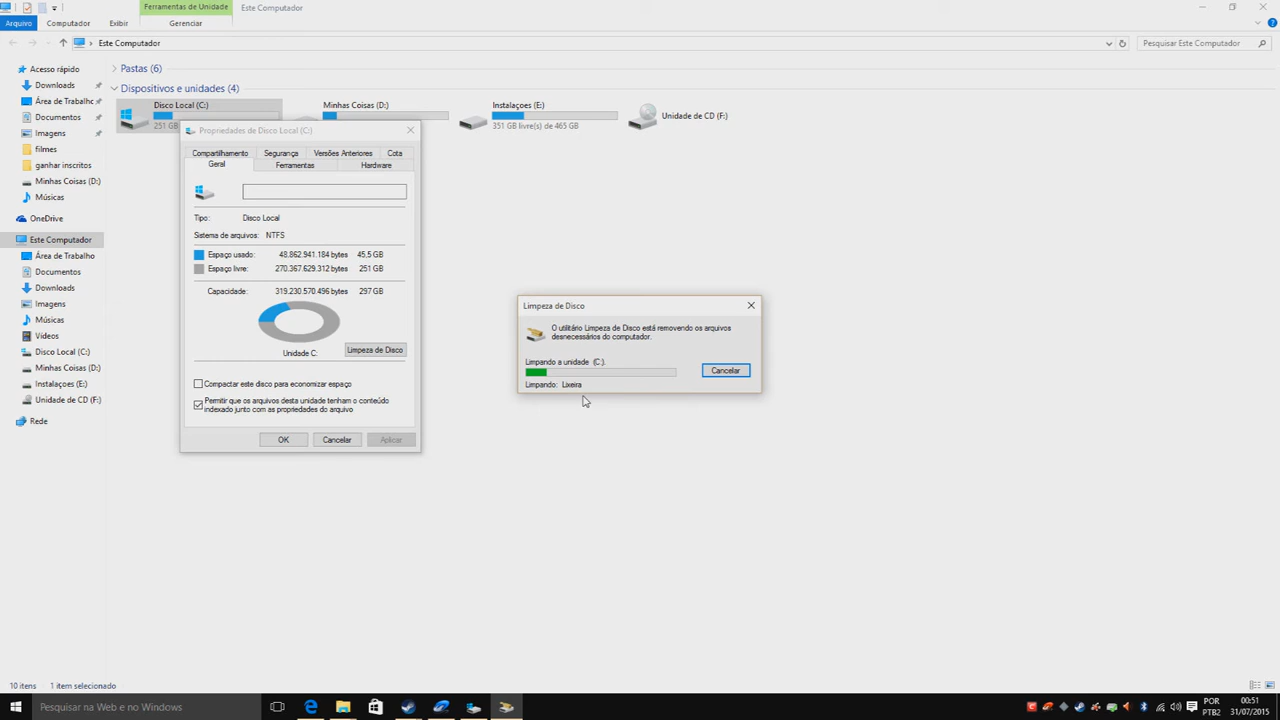 Ferramentas de Unidade
Este Computador
Arquivo
Computador
Exibir
Gerenciar
Este Computador
Pesquisar Este Computador
Acesso rápido
Downloads
Área de Trabalho
Documentos
Imagens
filmes
ganhar inscritos
Minhas Coisas (D:)
Músicas
OneDrive
Este Computador
Área de Trabalho
Documentos
Downloads
Imagens
Músicas
Vídeos
Disco Local (C:)
Minhas Coisas (D:)
Instalaçoes (E:)
Unidade de CD (F:)
Rede
Pastas (6)
Dispositivos e unidades (4)
Disco Local (C:)
251 GB
Minhas Coisas (D:)
Instalaçoes (E:)
351 GB livre(s) de 465 GB
Unidade de CD (F:)
Propriedades de Disco Local (C:)
Compartilhamento
Segurança
Versões Anteriores
Cota
Geral
Ferramentas
Hardware
Tipo: Disco Local
Sistema de arquivos: NTFS
Espaço usado: 48.862.941.184 bytes 45,5 GB
Espaço livre: 270.367.629.312 bytes 251 GB
Capacidade: 319.230.570.496 bytes 297 GB
Unidade C:
Limpeza de Disco
Compactar este disco para economizar espaço
Permitir que os arquivos desta unidade tenham o conteúdo
indexado junto com as propriedades do arquivo
OK
Cancelar
Aplicar
Limpeza de Disco
O utilitário Limpeza de Disco está removendo os arquivos
desnecessários do computador.
Limpando a unidade (C:).
Cancelar
Limpando: Lixeira
10 itens
1 item selecionado
Pesquisar na Web e no Windows
POR
PTB2
00:51
31/07/2015